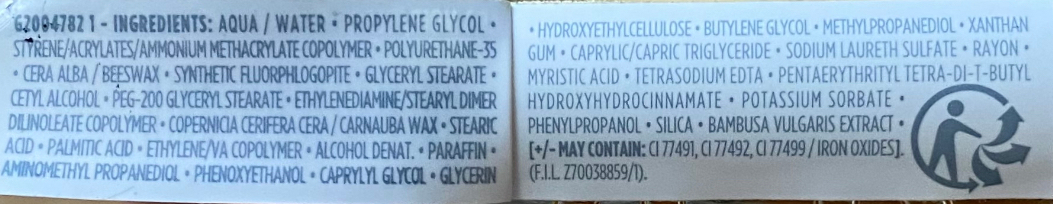 62004782 1 - INGREDIENTS: AQUA / WATER • PROPYLENE GLYCOL •
STYRENE/ACRYLATES/AMMONIUM METHACRYLATE COPOLYMER • POLYURETHANE-35
• CERA ALBA / BEESWAX • SYNTHETIC FLUORPHLOGOPITE • GLYCERYL STEARATE •
CETYL ALCOHOL • PEG-200 GLYCERYL STEARATE • ETHYLENEDIAMINE/STEARYL DIMER
DILINOLEATE COPOLYMER • COPERNICIA CERIFERA CERA / CARNAUBA WAX • STEARIC
ACID • PALMITIC ACID • ETHYLENE/VA COPOLYMER • ALCOHOL DENAT. • PARAFFIN •
AMINOMETHYL PROPANEDIOL • PHENOXYETHANOL • CAPRYLYL GLYCOL • GLYCERIN
• HYDROXYETHYLCELLULOSE • BUTYLENE GLYCOL • METHYLPROPANEDIOL • XANTHAN
GUM • CAPRYLIC/CAPRIC TRIGLYCERIDE • SODIUM LAURETH SULFATE • RAYON •
MYRISTIC ACID • TETRASODIUM EDTA • PENTAERYTHRITYL TETRA-DI-T-BUTYL
HYDROXYHYDROCINNAMATE • POTASSIUM SORBATE •
PHENYLPROPANOL • SILICA • BAMBUSA VULGARIS EXTRACT •
[+/- MAY CONTAIN: CI 77491, CI 77492, CI 77499 / IRON OXIDES].
(F.I.L. Z70038859/1).